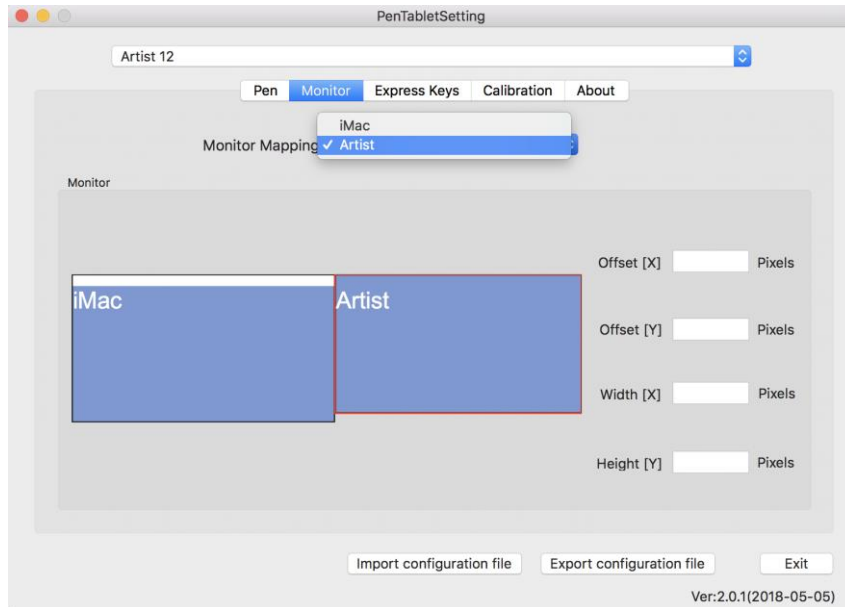 PenTabletSetting
Artist 12
Pen Monitor Express Keys Calibration About
iMac
Monitor Mapping ✓ Artist
Monitor
Offset [X] Pixels
iMac Artist
Offset [Y] Pixels
Width [X] Pixels
Height [Y] Pixels
Import configuration file Export configuration file Exit
Ver:2.0.1(2018-05-05)